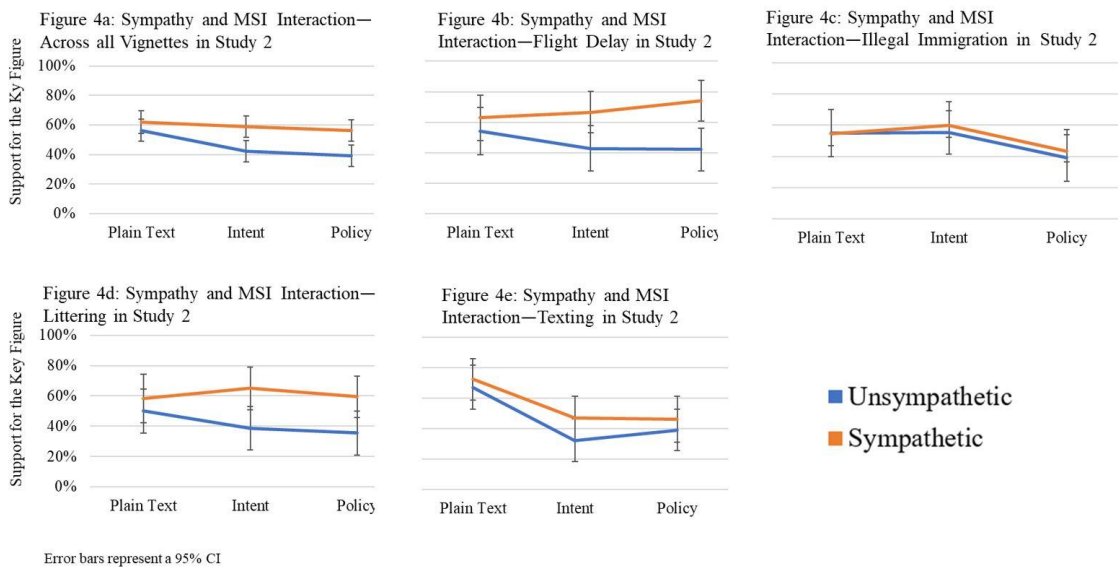 Figure 4a: Sympathy and MSI Interaction—
Across all Vignettes in Study 2
Support for the Ky Figure
100%
80%
60%
40%
20%
0%
Plain Text Intent Policy
Figure 4b: Sympathy and MSI
Interaction—Flight Delay in Study 2
Plain Text Intent Policy
Figure 4c: Sympathy and MSI
Interaction—Illegal Immigration in Study 2
Plain Text Intent Policy
Figure 4d: Sympathy and MSI Interaction—
Littering in Study 2
Support for the Key Figure
100%
80%
60%
40%
20%
0%
Plain Text Intent Policy
Figure 4e: Sympathy and MSI
Interaction—Texting in Study 2
Plain Text Intent Policy
Unsympathetic
Sympathetic
Error bars represent a 95% CI